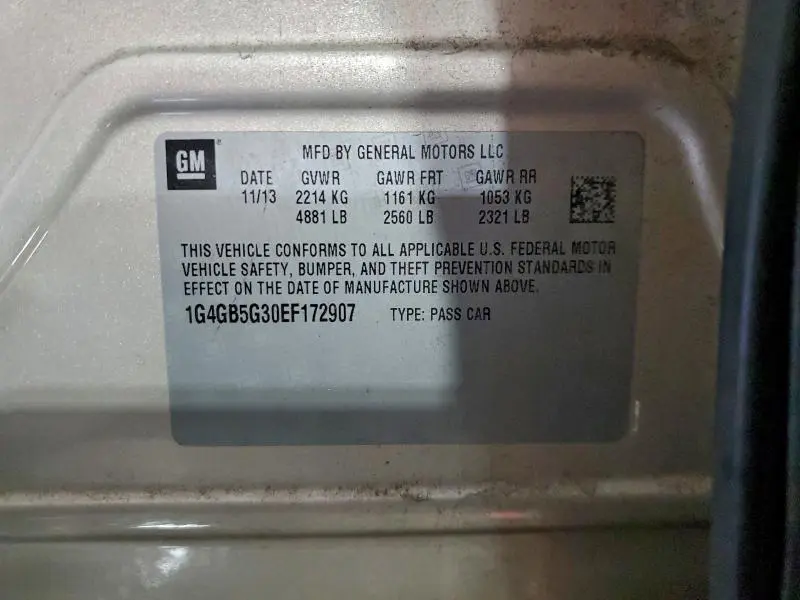 GM
MFD BY GENERAL MOTORS LLC
DATE GVWR GAWR FRT GAWR RR
11/13 2214 KG 1161 KG 1053 KG
4881 LB 2560 LB 2321 LB
THIS VEHICLE CONFORMS TO ALL APPLICABLE U.S. FEDERAL MOTOR
VEHICLE SAFETY, BUMPER, AND THEFT PREVENTION STANDARDS IN
EFFECT ON THE DATE OF MANUFACTURE SHOWN ABOVE.
1G4GB5G30EF172907 TYPE: PASS CAR